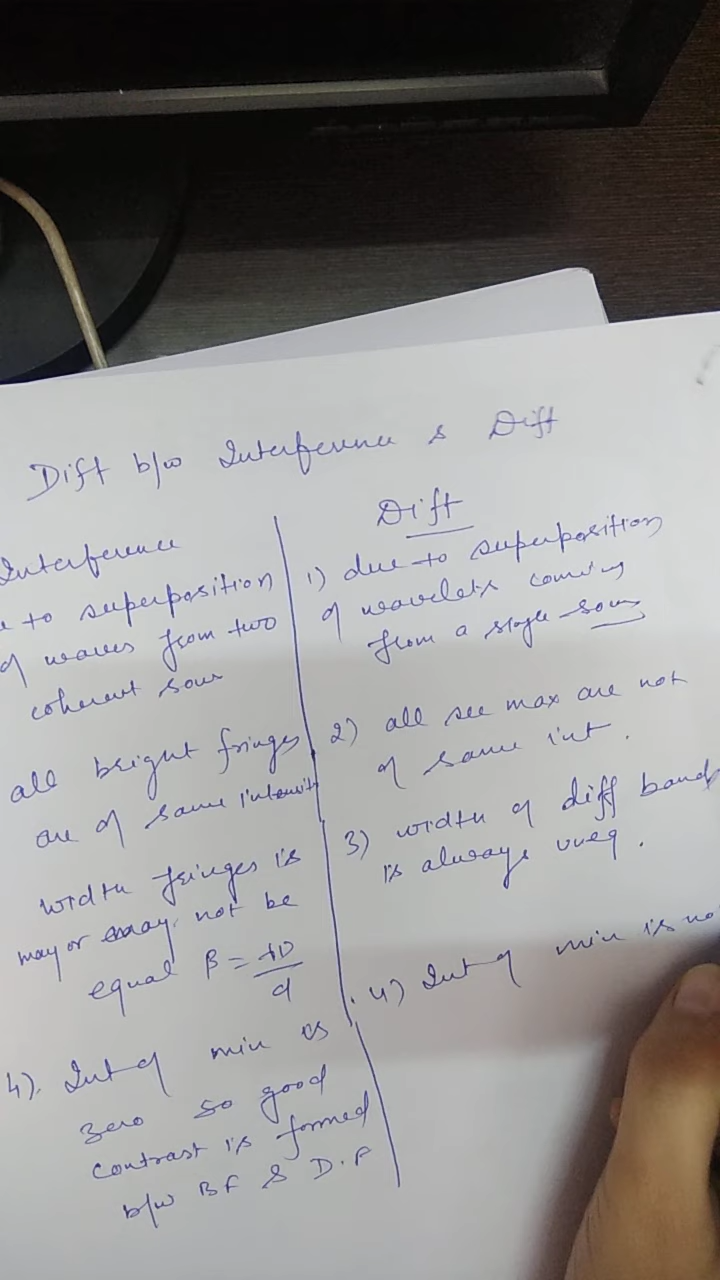 Diff b/w Interference & Diff
Interference
to superposition
of waves from two
coherent sour
all bright fringes
are of same intensit
width fringes is
may or may not be
equal β = λD/d
4). Int of min is
zero so good
contrast is formed
b/w BF & D.F
Diff
1) due to superposition
of wavelets coming
from a single sour
2) all sec max are not
of same int.
3) width of diff bands
is always uneq.
4) Int of min is no